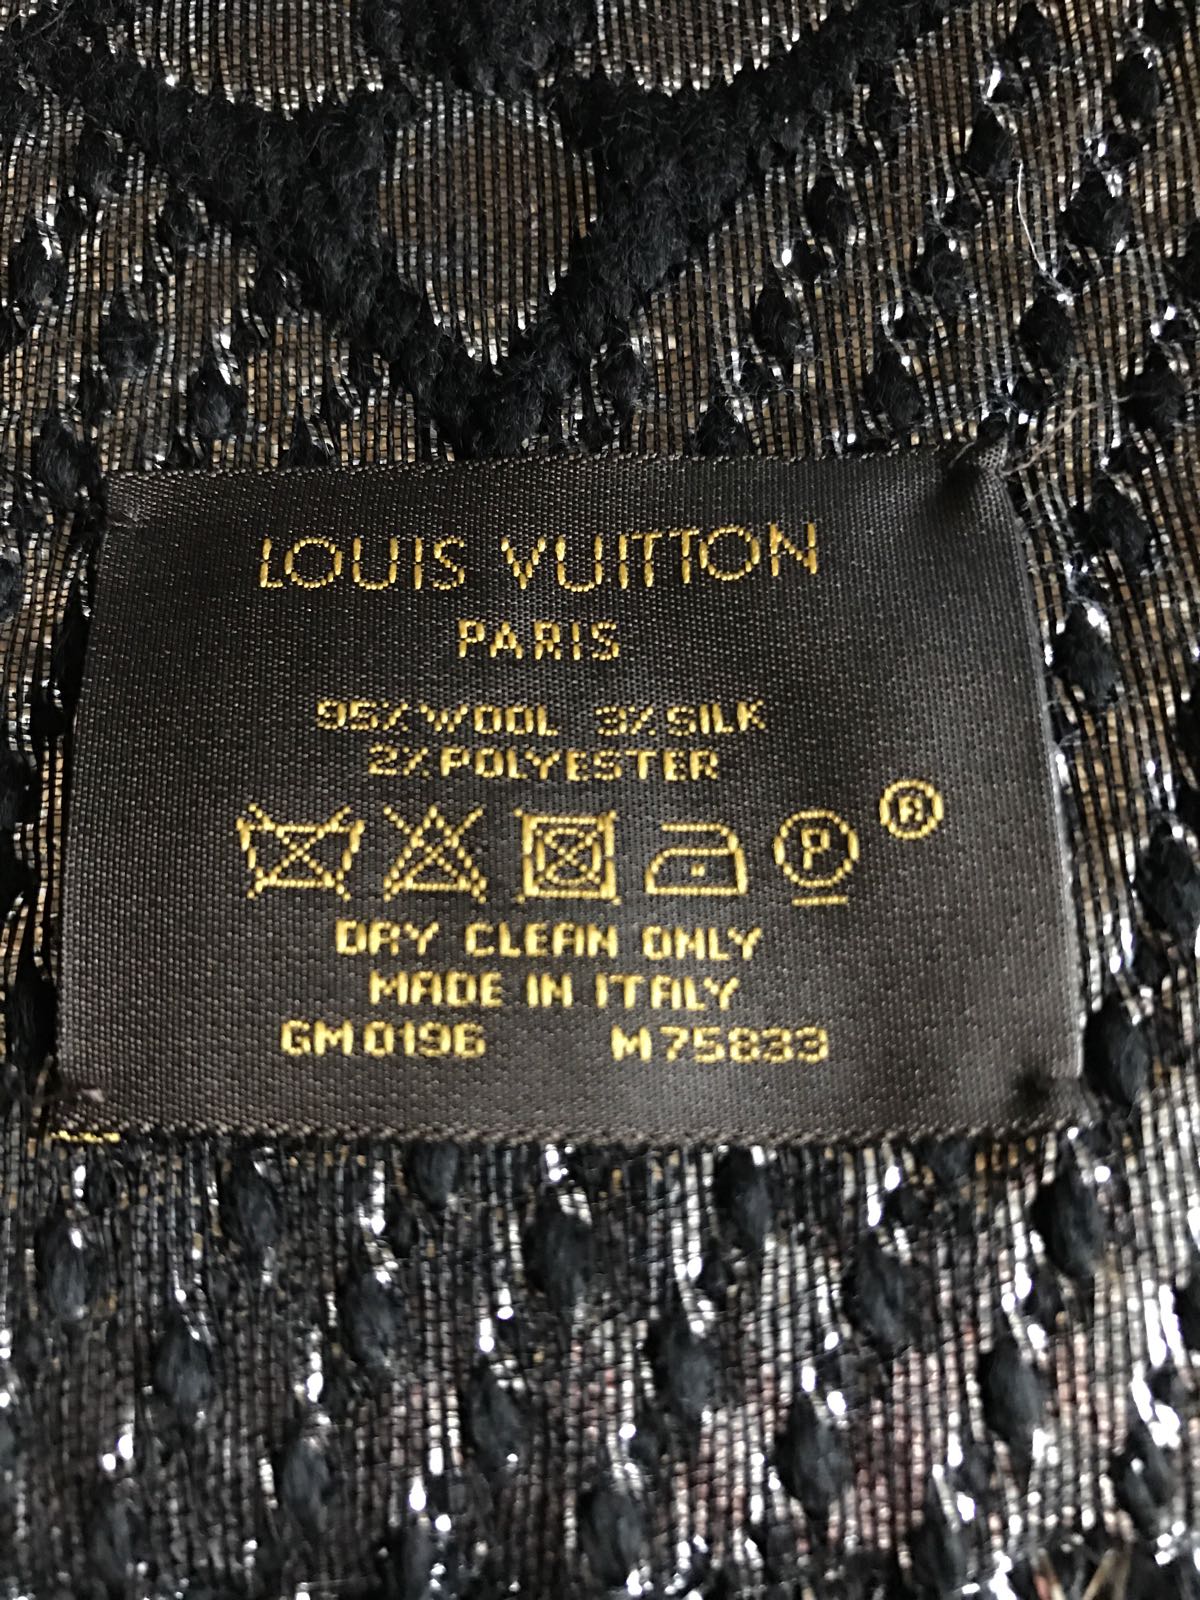 LOUIS VUITTON
PARIS
95% WOOL 3% SILK
2% POLYESTER
P ®
DRY CLEAN ONLY
MADE IN ITALY
GM0196 M75833